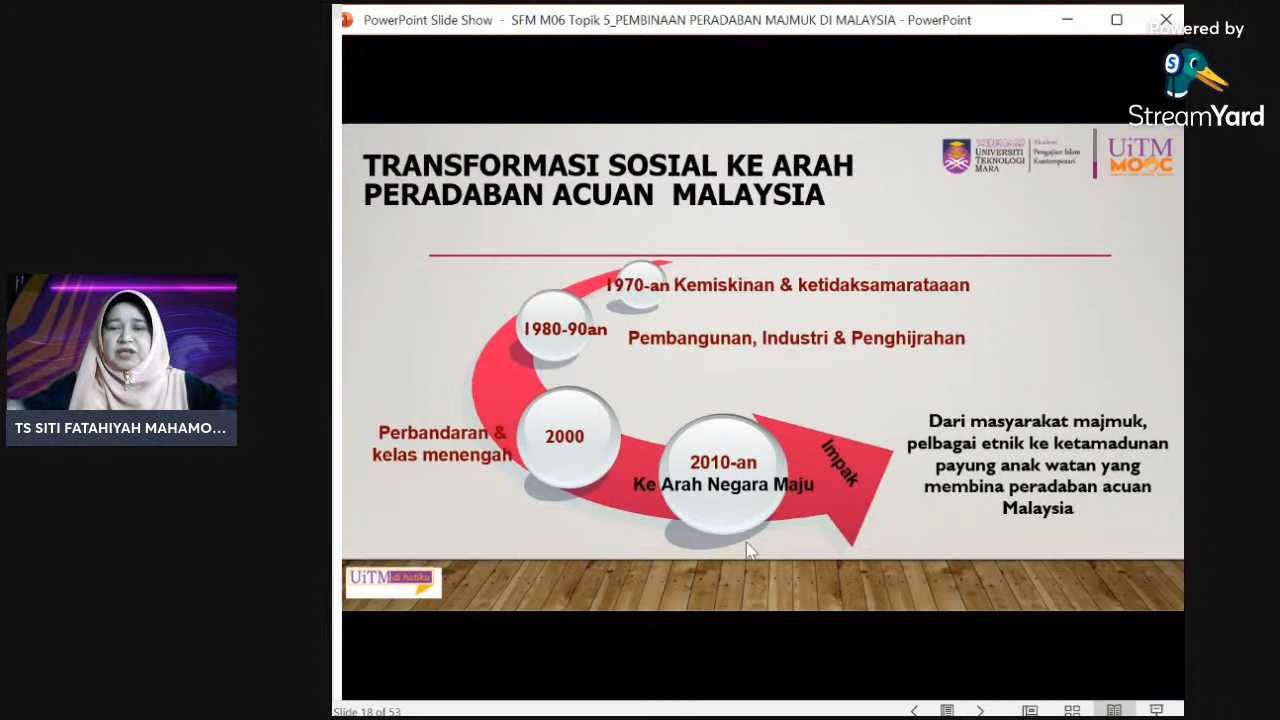 PowerPoint Slide Show - SFM M06 Topik 5_PEMBINAAN PERADABAN MAJMUK DI MALAYSIA - PowerPoint
Powered by
StreamYard
TRANSFORMASI SOSIAL KE ARAH
PERADABAN ACUAN MALAYSIA
UNIVERSITI
TEKNOLOGI
MARA
Akademi
Pengajian Islam
Kontemporari
UiTM
MOOC
1970-an Kemiskinan & ketidaksamarataaan
1980-90an
Pembangunan, Industri & Penghijrahan
Perbandaran &
kelas menengah
2000
2010-an
Ke Arah Negara Maju
Impak
Dari masyarakat majmuk,
pelbagai etnik ke ketamadunan
payung anak watan yang
membina peradaban acuan
Malaysia
TS SITI FATAHIYAH MAHAMO...
UiTM di hatiku
Slide 18 of 53